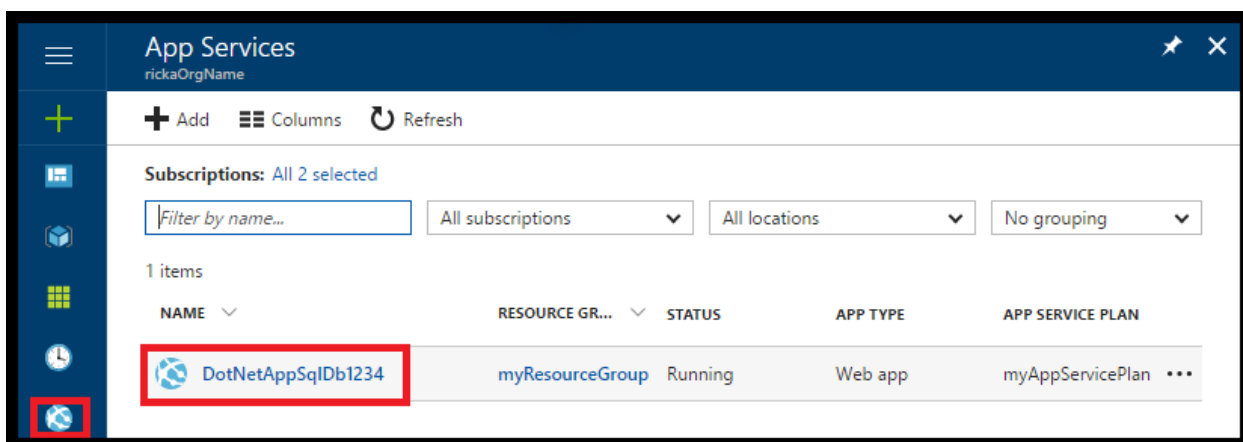 App Services
rickaOrgName
Add Columns Refresh
Subscriptions: All 2 selected
Filter by name... All subscriptions All locations No grouping
1 items
NAME RESOURCE GR... STATUS APP TYPE APP SERVICE PLAN
DotNetAppSqlDb1234 myResourceGroup Running Web app myAppServicePlan